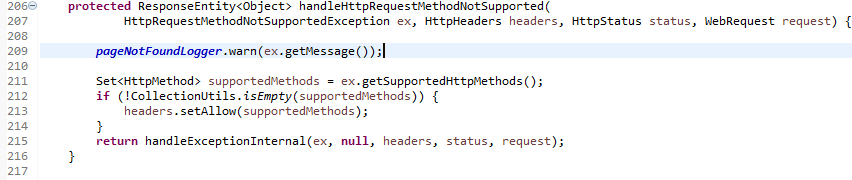 206 protected ResponseEntity<Object> handleHttpRequestMethodNotSupported(
207 HttpRequestMethodNotSupportedException ex, HttpHeaders headers, HttpStatus status, WebRequest request) {
208
209 pageNotFoundLogger.warn(ex.getMessage());
210
211 Set<HttpMethod> supportedMethods = ex.getSupportedHttpMethods();
212 if (!CollectionUtils.isEmpty(supportedMethods)) {
213 headers.setAllow(supportedMethods);
214 }
215 return handleExceptionInternal(ex, null, headers, status, request);
216 }
217